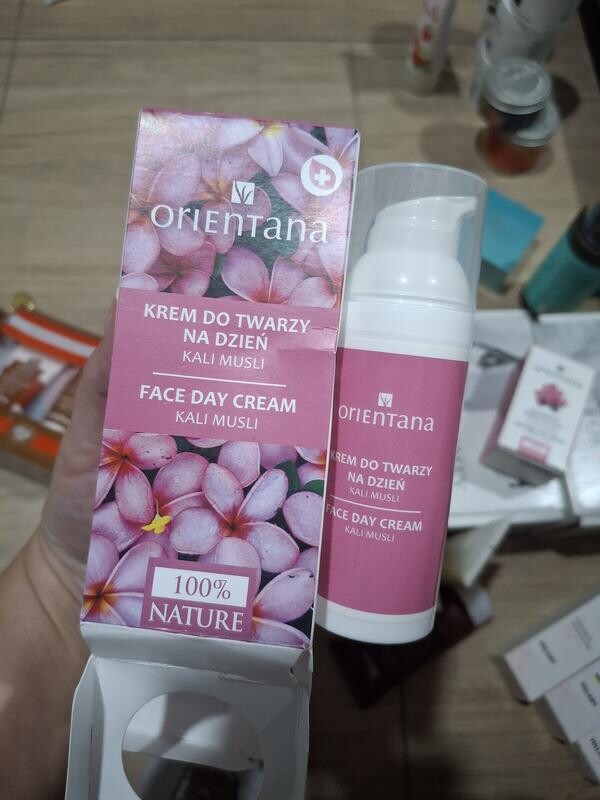 ORIENTANA
KREM DO TWARZY
NA DZIEŃ
KALI MUSLI
FACE DAY CREAM
KALI MUSLI
100%
NATURE
ORIENTANA
KREM DO TWARZY
NA DZIEŃ
KALI MUSLI
FACE DAY CREAM
KALI MUSLI
ORIENTANA